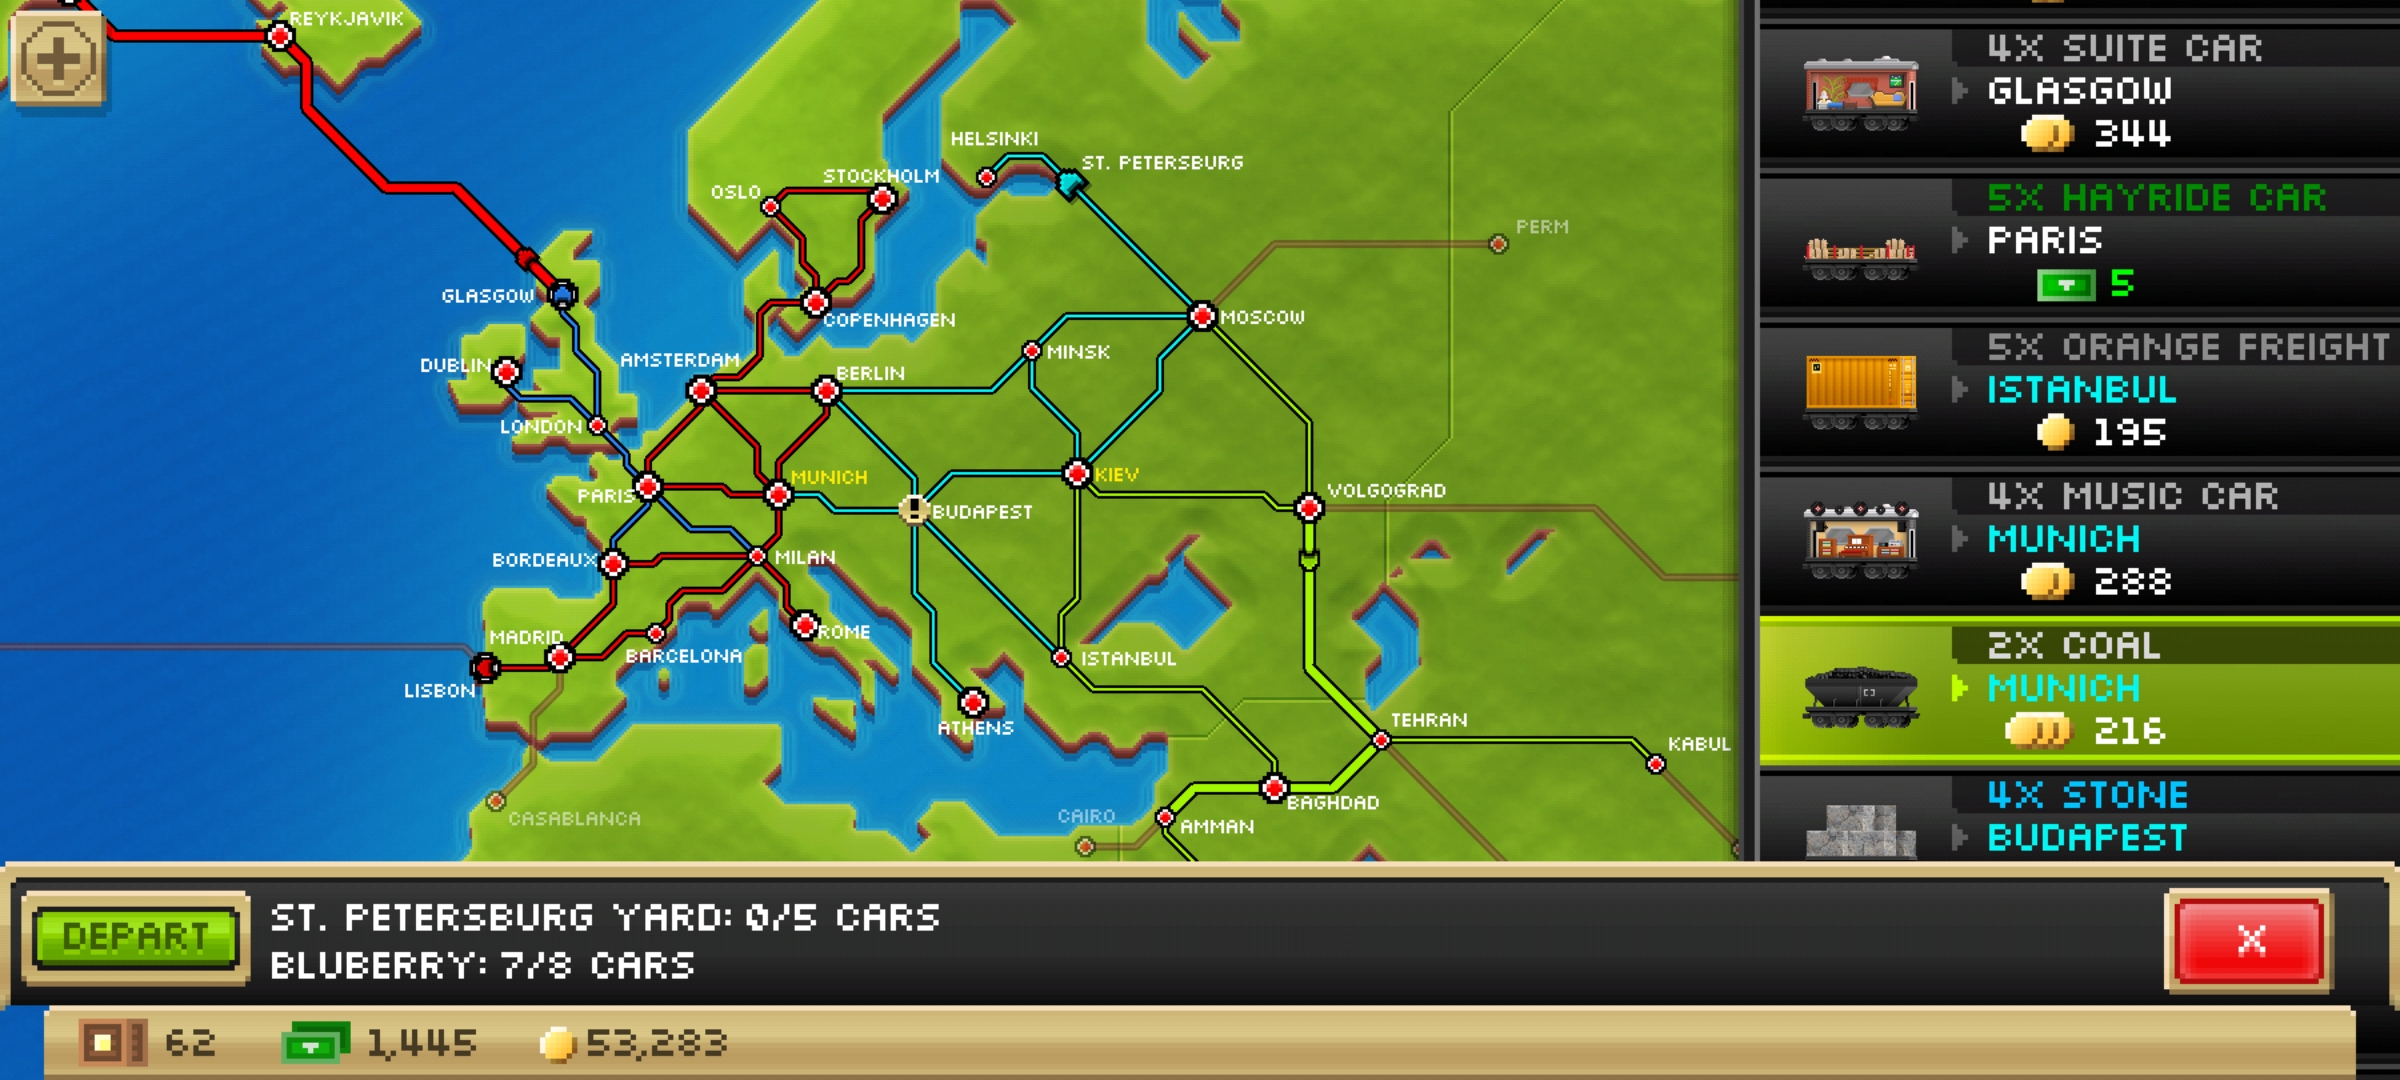 REYKJAVIK
HELSINKI
ST. PETERSBURG
STOCKHOLM
OSLO
PERM
GLASGOW
COPENHAGEN
MOSCOW
DUBLIN
AMSTERDAM
BERLIN
MINSK
LONDON
MUNICH
KIEV
PARIS
VOLGOGRAD
BUDAPEST
BORDEAUX
MILAN
MADRID
ROME
BARCELONA
ISTANBUL
LISBON
ATHENS
TEHRAN
KABUL
BAGHDAD
CASABLANCA
CAIRO
AMMAN
4X SUITE CAR
GLASGOW
344
5X HAYRIDE CAR
PARIS
5
5X ORANGE FREIGHT
ISTANBUL
195
4X MUSIC CAR
MUNICH
288
2X COAL
MUNICH
216
4X STONE
BUDAPEST
DEPART
ST. PETERSBURG YARD: 0/5 CARS
BLUBERRY: 7/8 CARS
X
62
1,445
53,283